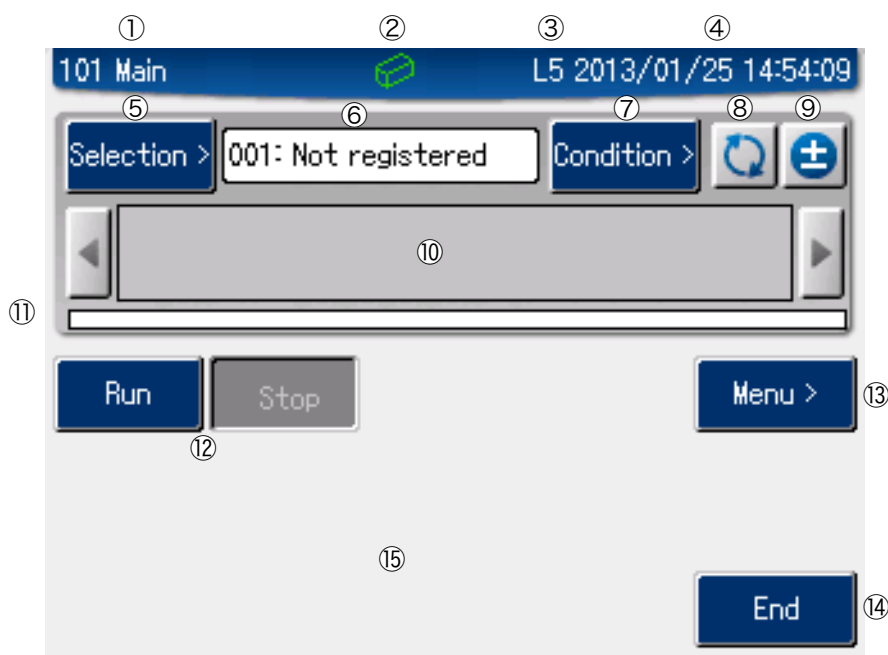 ① ② ③ ④
101 Main L5 2013/01/25 14:54:09
⑤ ⑥ ⑦ ⑧ ⑨
Selection > 001: Not registered Condition >
⑩
⑪
Run Stop Menu > ⑬
⑫
⑮
End ⑭